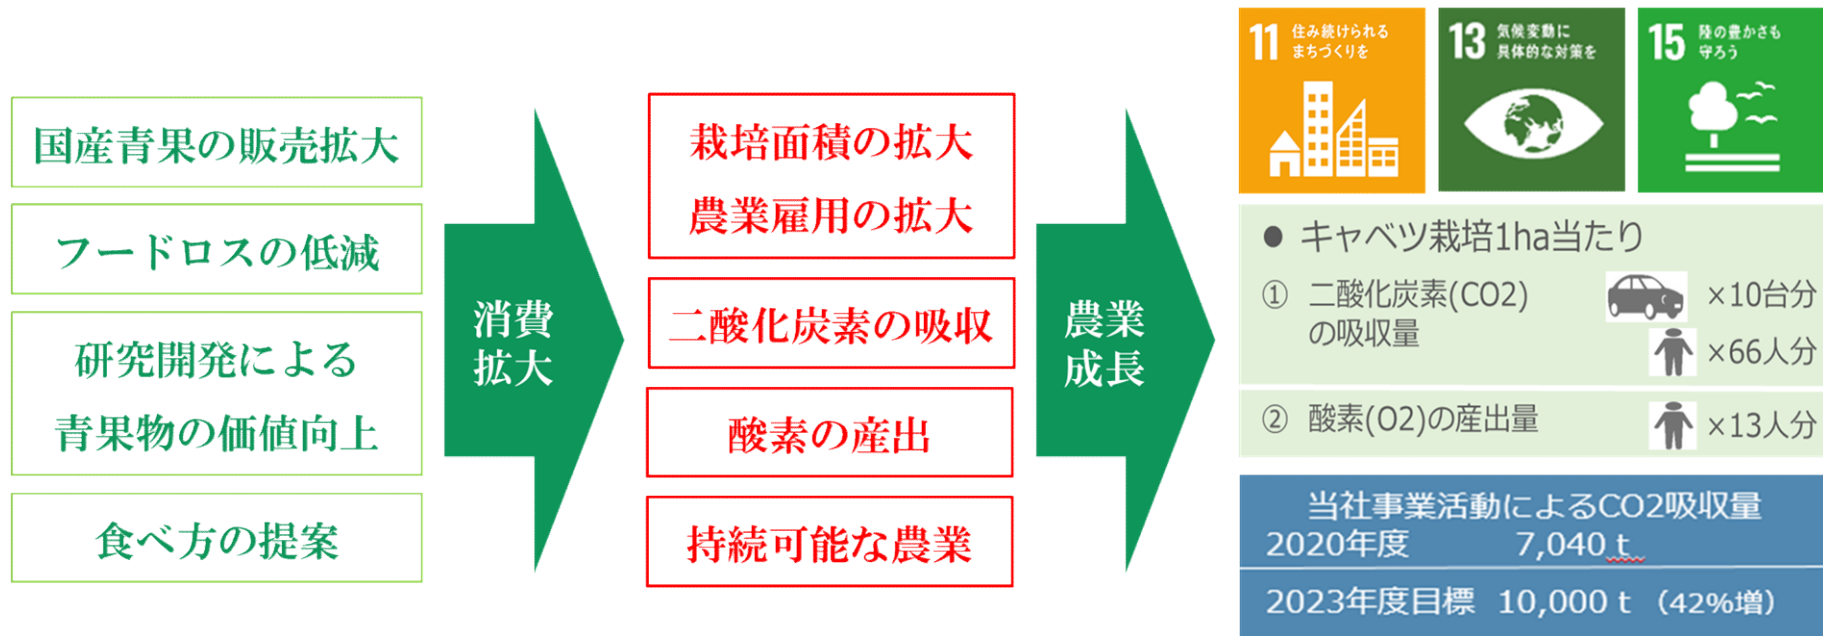 国産青果の販売拡大
フードロスの低減
研究開発による
青果物の価値向上
食べ方の提案
消費
拡大
栽培面積の拡大
農業雇用の拡大
二酸化炭素の吸収
酸素の産出
持続可能な農業
農業
成長
11 住み続けられる
まちづくりを
13 気候変動に
具体的な対策を
15 陸の豊かさも
守ろう
● キャベツ栽培1ha当たり
① 二酸化炭素(CO2)
の吸収量
×10台分
×66人分
② 酸素(O2)の産出量
×13人分
当社事業活動によるCO2吸収量
2020年度 7,040 t
2023年度目標 10,000 t （42%増）